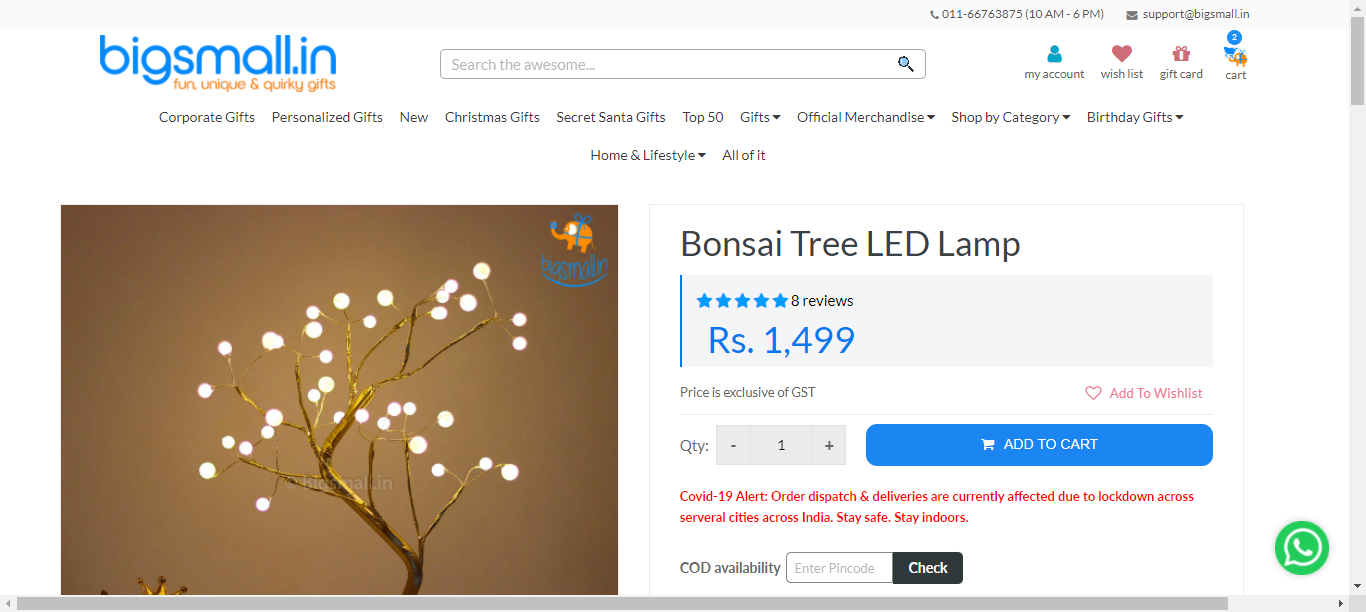 011-66763875 (10 AM - 6 PM) support@bigsmall.in
bigsmall.in
fun, unique & quirky gifts
Search the awesome...
2
my account wish list gift card cart
Corporate Gifts Personalized Gifts New Christmas Gifts Secret Santa Gifts Top 50 Gifts Official Merchandise Shop by Category Birthday Gifts
Home & Lifestyle All of it
bigsmall.in
© Bigsmall.in
Bonsai Tree LED Lamp
8 reviews
Rs. 1,499
Price is exclusive of GST Add To Wishlist
Qty: - 1 + ADD TO CART
Covid-19 Alert: Order dispatch & deliveries are currently affected due to lockdown across
serveral cities across India. Stay safe. Stay indoors.
COD availability Enter Pincode Check